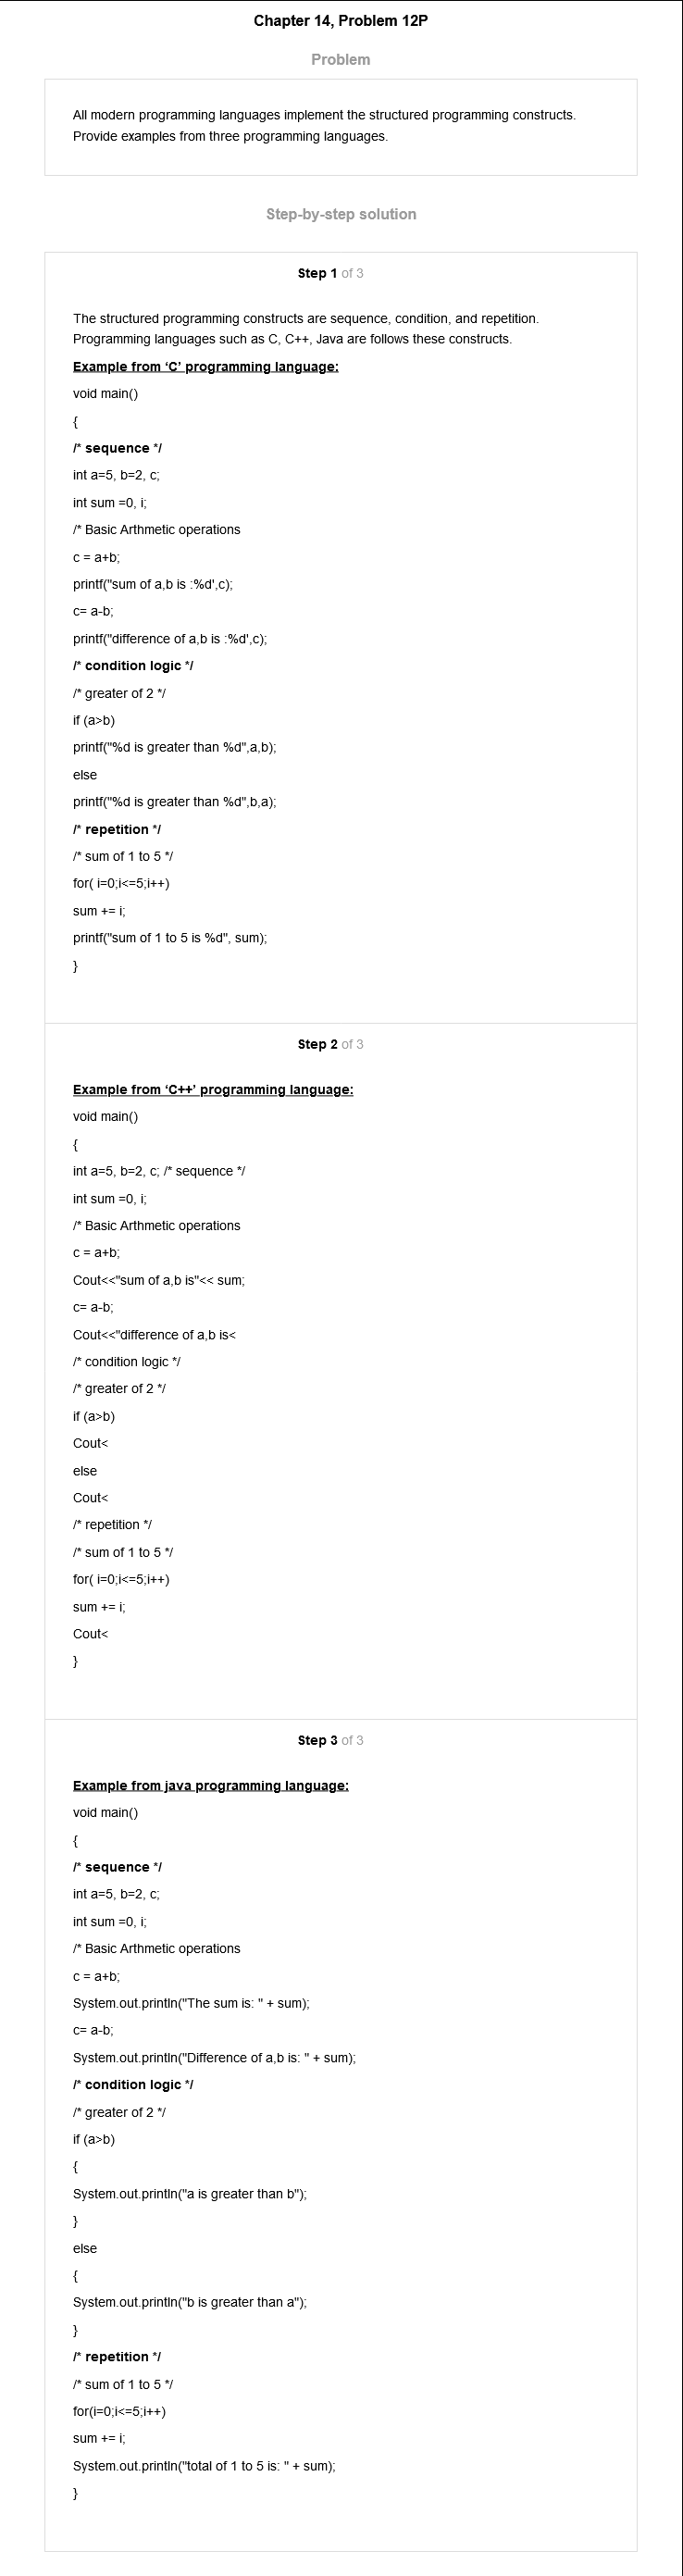 Chapter 14, Problem 12P
Problem
All modern programming languages implement the structured programming constructs.
Provide examples from three programming languages.
Step-by-step solution
Step 1 of 3
The structured programming constructs are sequence, condition, and repetition.
Programming languages such as C, C++, Java are follows these constructs.
Example from ‘C’ programming language:
void main()
{
/* sequence */
int a=5, b=2, c;
int sum =0, i;
/* Basic Arthmetic operations
c = a+b;
printf("sum of a,b is :%d',c);
c= a-b;
printf("difference of a,b is :%d',c);
/* condition logic */
/* greater of 2 */
if (a>b)
printf("%d is greater than %d",a,b);
else
printf("%d is greater than %d",b,a);
/* repetition */
/* sum of 1 to 5 */
for( i=0;i<=5;i++)
sum += i;
printf("sum of 1 to 5 is %d", sum);
}
Step 2 of 3
Example from ‘C++’ programming language:
void main()
{
int a=5, b=2, c; /* sequence */
int sum =0, i;
/* Basic Arthmetic operations
c = a+b;
Cout<<"sum of a,b is"<< sum;
c= a-b;
Cout<<"difference of a,b is<
/* condition logic */
/* greater of 2 */
if (a>b)
Cout<
else
Cout<
/* repetition */
/* sum of 1 to 5 */
for( i=0;i<=5;i++)
sum += i;
Cout<
}
Step 3 of 3
Example from java programming language:
void main()
{
/* sequence */
int a=5, b=2, c;
int sum =0, i;
/* Basic Arthmetic operations
c = a+b;
System.out.println("The sum is: " + sum);
c= a-b;
System.out.println("Difference of a,b is: " + sum);
/* condition logic */
/* greater of 2 */
if (a>b)
{
System.out.println("a is greater than b");
}
else
{
System.out.println("b is greater than a");
}
/* repetition */
/* sum of 1 to 5 */
for(i=0;i<=5;i++)
sum += i;
System.out.println("total of 1 to 5 is: " + sum);
}